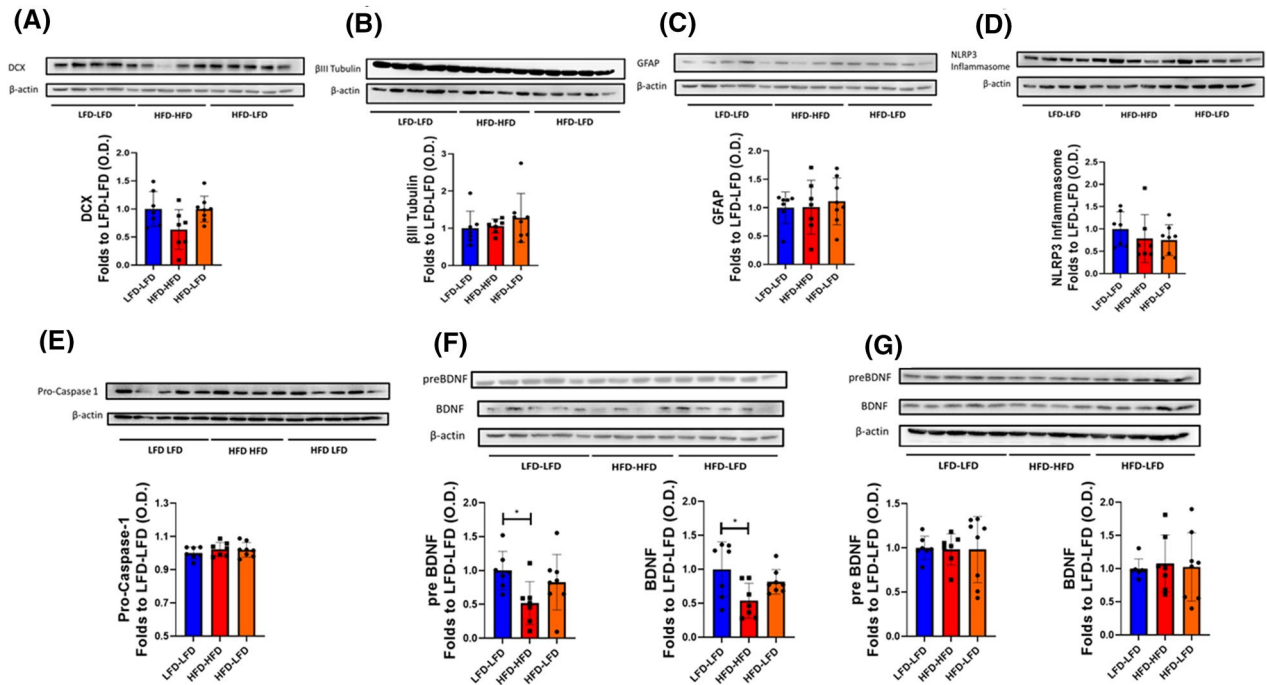 (A)
DCX
β-actin
LFD-LFD HFD-HFD HFD-LFD
DCX
Folds to LFD-LFD (O.D.)
2.0
1.5
1.0
0.5
0.0
LFD-LFD
HFD-HFD
HFD-LFD
(B)
βIII Tubulin
β-actin
LFD-LFD HFD-HFD HFD-LFD
βIII Tubulin
Folds to LFD-LFD (O.D.)
3
2
1
0
LFD-LFD
HFD-HFD
HFD-LFD
(C)
GFAP
β-actin
LFD-LFD HFD-HFD HFD-LFD
GFAP
Folds to LFD-LFD (O.D.)
2.0
1.5
1.0
0.5
0.0
LFD-LFD
HFD-HFD
HFD-LFD
(D)
NLRP3
Inflammasome
β-actin
LFD-LFD HFD-HFD HFD-LFD
NLRP3 Inflammasome
Folds to LFD-LFD (O.D.)
2.5
2.0
1.5
1.0
0.5
0.0
LFD-LFD
HFD-HFD
HFD-LFD
(E)
Pro-Caspase 1
β-actin
LFD LFD HFD HFD HFD LFD
Pro-Caspase-1
Folds to LFD-LFD (O.D.)
1.3
1.1
0.9
0.7
0.5
LFD-LFD
HFD-HFD
HFD-LFD
(F)
preBDNF
BDNF
β-actin
LFD-LFD HFD-HFD HFD-LFD
pre BDNF
Folds to LFD-LFD (O.D.)
2.0
1.5
1.0
0.5
0.0
*
LFD-LFD
HFD-HFD
HFD-LFD
BDNF
Folds to LFD-LFD (O.D.)
2.0
1.5
1.0
0.5
0.0
*
LFD-LFD
HFD-HFD
HFD-LFD
(G)
preBDNF
BDNF
β-actin
LFD-LFD HFD-HFD HFD-LFD
pre BDNF
Folds to LFD-LFD (O.D.)
1.5
1.0
0.5
0.0
LFD-LFD
HFD-HFD
HFD-LFD
BDNF
Folds to LFD-LFD (O.D.)
2.0
1.5
1.0
0.5
0.0
LFD-LFD
HFD-HFD
HFD-LFD